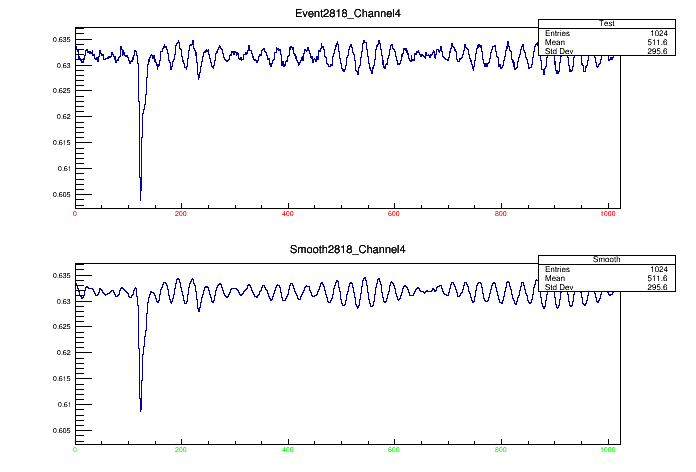 Event2818_Channel4
Test
Entries 1024
Mean 511.6
Std Dev 295.6
0.635
0.63
0.625
0.62
0.615
0.61
0.605
0 200 400 600 800 1000
Smooth2818_Channel4
Smooth
Entries 1024
Mean 511.6
Std Dev 295.6
0.635
0.63
0.625
0.62
0.615
0.61
0.605
0 200 400 600 800 1000